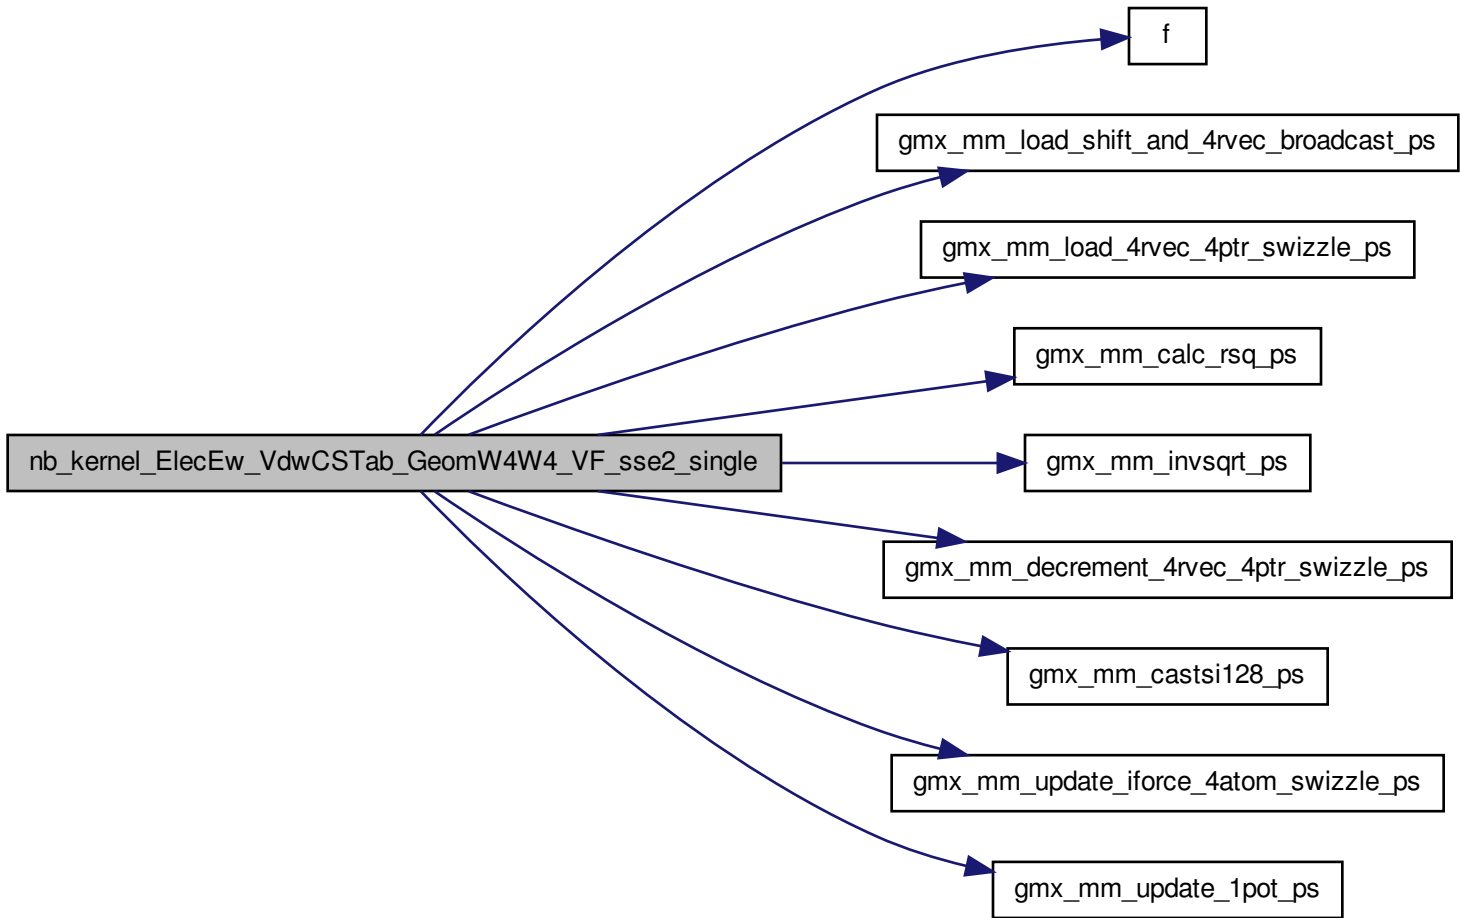 f
gmx_mm_load_shift_and_4rvec_broadcast_ps
gmx_mm_load_4rvec_4ptr_swizzle_ps
gmx_mm_calc_rsq_ps
nb_kernel_ElecEw_VdwCSTab_GeomW4W4_VF_sse2_single
gmx_mm_invsqrt_ps
gmx_mm_decrement_4rvec_4ptr_swizzle_ps
gmx_mm_castsi128_ps
gmx_mm_update_iforce_4atom_swizzle_ps
gmx_mm_update_1pot_ps